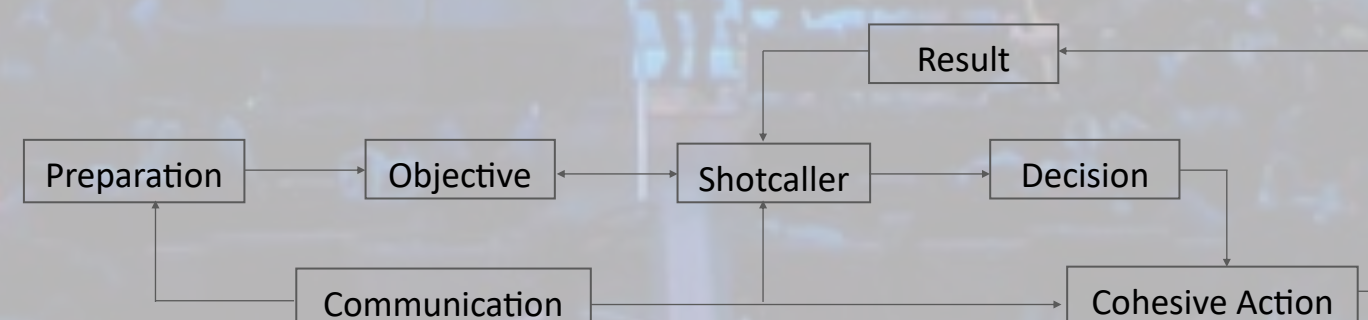 Result
Preparation
Objective
Shotcaller
Decision
Communication
Cohesive Action